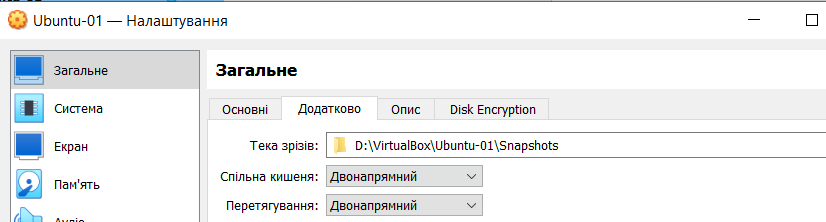 Ubuntu-01 — Налаштування
Загальне
Система
Екран
Пам'ять
Аудіо
Загальне
Основні Додатково Опис Disk Encryption
Тека зрізів: D:\VirtualBox\Ubuntu-01\Snapshots
Спільна кишеня: Двонапрямний
Перетягування: Двонапрямний